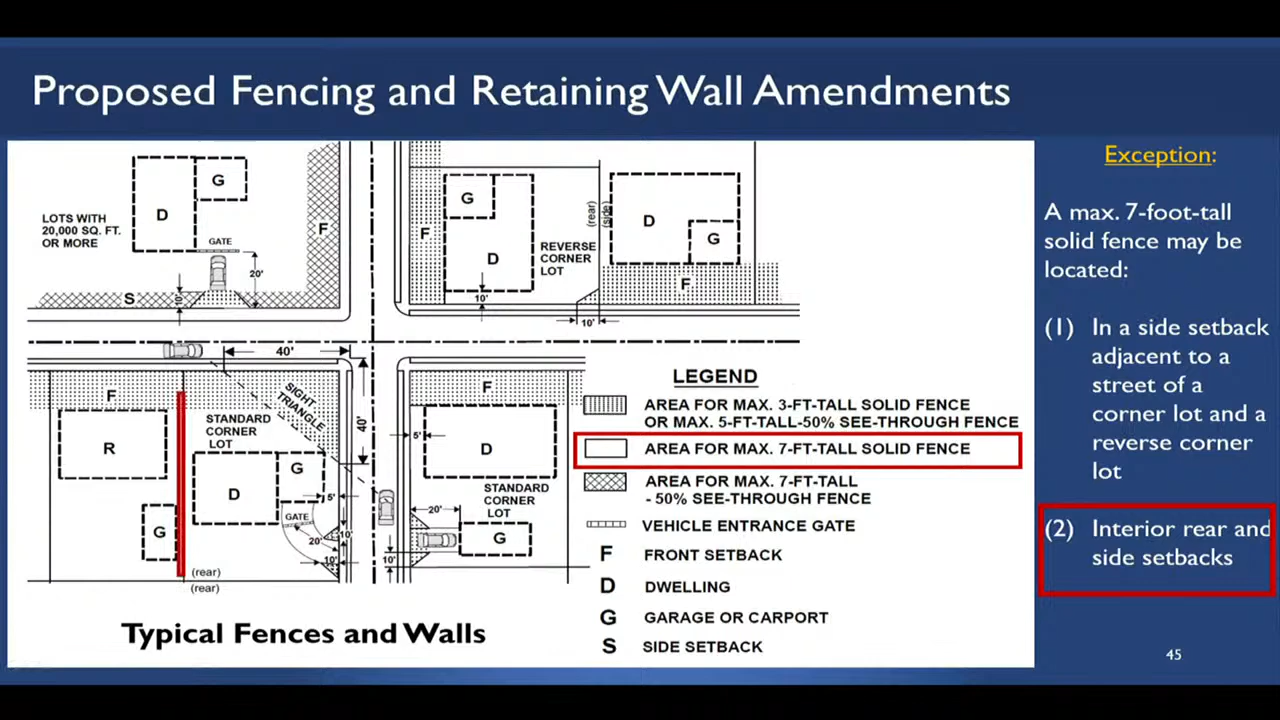 Proposed Fencing and Retaining Wall Amendments
G
D
LOTS WITH
20,000 SQ. FT.
OR MORE
F
GATE
20'
S
10'
G
F
D
10'
REVERSE
CORNER
LOT
(rear)
(side)
D
G
F
10'
40'
F
SIGHT
TRIANGLE
40'
R
STANDARD
CORNER
LOT
G
D
5'
GATE
20'
10'
10'
G
(rear)
(rear)
F
5'
D
STANDARD
CORNER
LOT
20'
G
10'
Typical Fences and Walls
LEGEND
AREA FOR MAX. 3-FT-TALL SOLID FENCE
OR MAX. 5-FT-TALL-50% SEE-THROUGH FENCE
AREA FOR MAX. 7-FT-TALL SOLID FENCE
AREA FOR MAX. 7-FT-TALL
- 50% SEE-THROUGH FENCE
VEHICLE ENTRANCE GATE
F FRONT SETBACK
D DWELLING
G GARAGE OR CARPORT
S SIDE SETBACK
Exception:
A max. 7-foot-tall
solid fence may be
located:
(1) In a side setback
adjacent to a
street of a
corner lot and a
reverse corner
lot
(2) Interior rear and
side setbacks
45